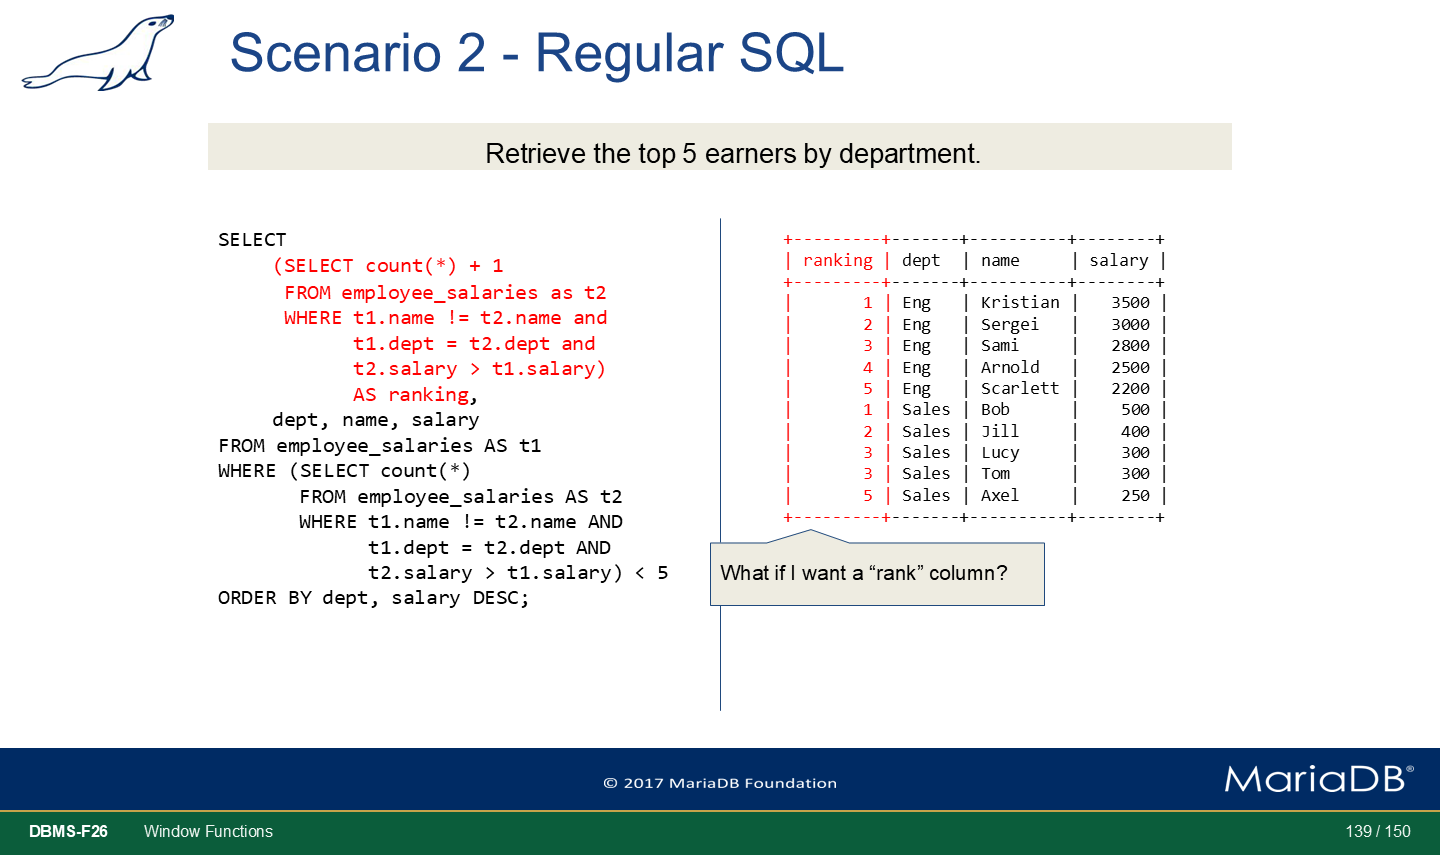 Scenario 2 - Regular SQL
Retrieve the top 5 earners by department.
SELECT
(SELECT count(*) + 1
FROM employee_salaries as t2
WHERE t1.name != t2.name and
t1.dept = t2.dept and
t2.salary > t1.salary)
AS ranking,
dept, name, salary
FROM employee_salaries AS t1
WHERE (SELECT count(*)
FROM employee_salaries AS t2
WHERE t1.name != t2.name AND
t1.dept = t2.dept AND
t2.salary > t1.salary) < 5
ORDER BY dept, salary DESC;
+---------+-------+----------+--------+
| ranking | dept  | name     | salary |
+---------+-------+----------+--------+
|       1 | Eng   | Kristian |   3500 |
|       2 | Eng   | Sergei   |   3000 |
|       3 | Eng   | Sami     |   2800 |
|       4 | Eng   | Arnold   |   2500 |
|       5 | Eng   | Scarlett |   2200 |
|       1 | Sales | Bob      |    500 |
|       2 | Sales | Jill     |    400 |
|       3 | Sales | Lucy     |    300 |
|       3 | Sales | Tom      |    300 |
|       5 | Sales | Axel     |    250 |
+---------+-------+----------+--------+
What if I want a “rank” column?
© 2017 MariaDB Foundation
MariaDB®
DBMS-F26 Window Functions 139 / 150